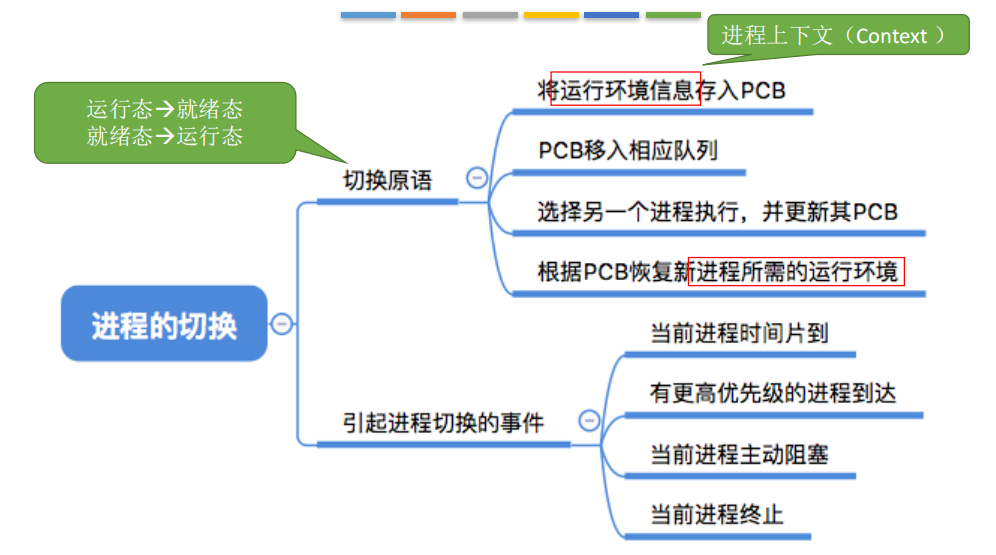 进程上下文（Context ）
运行态→就绪态
就绪态→运行态
将运行环境信息存入PCB
PCB移入相应队列
切换原语
选择另一个进程执行，并更新其PCB
根据PCB恢复新进程所需的运行环境
进程的切换
当前进程时间片到
有更高优先级的进程到达
引起进程切换的事件
当前进程主动阻塞
当前进程终止